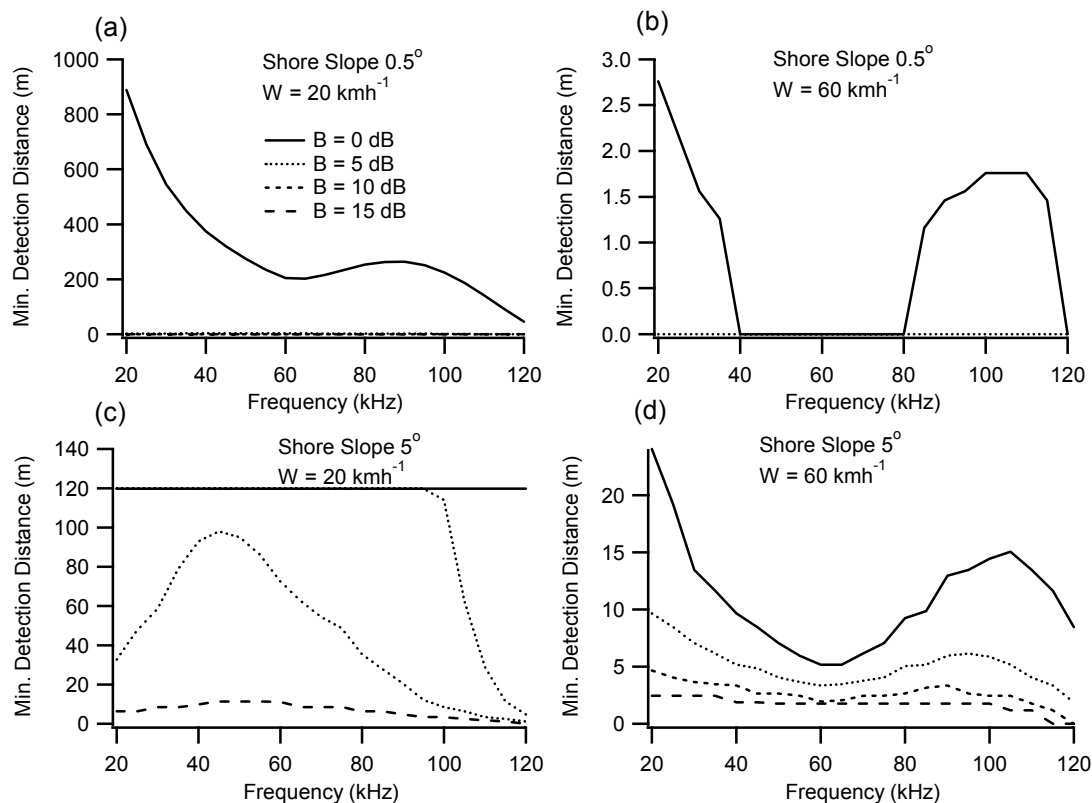 (a)
Shore Slope 0.5°
W = 20 kmh⁻¹
B = 0 dB
B = 5 dB
B = 10 dB
B = 15 dB
Min. Detection Distance (m)
1000
800
600
400
200
0
20 40 60 80 100 120
Frequency (kHz)
(b)
Shore Slope 0.5°
W = 60 kmh⁻¹
Min. Detection Distance (m)
3.0
2.5
2.0
1.5
1.0
0.5
0.0
20 40 60 80 100 120
Frequency (kHz)
(c)
Shore Slope 5°
W = 20 kmh⁻¹
Min. Detection Distance (m)
140
120
100
80
60
40
20
0
20 40 60 80 100 120
Frequency (kHz)
(d)
Shore Slope 5°
W = 60 kmh⁻¹
Min. Detection Distance (m)
20
15
10
5
0
20 40 60 80 100 120
Frequency (kHz)